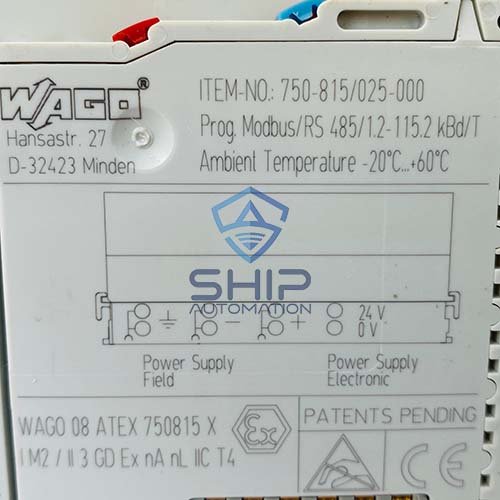 WAGO®
Hansastr. 27
D-32423 Minden
ITEM-NO.: 750-815/025-000
Prog. Modbus/RS 485/1.2-115.2 kBd/T
Ambient Temperature -20°C...+60°C
SHIP
AUTOMATION
24 V
0 V
Power Supply
Field
Power Supply
Electronic
WAGO 08 ATEX 750815 X
I M2 / II 3 GD Ex nA nL IIC T4
Ex
PATENTS PENDING